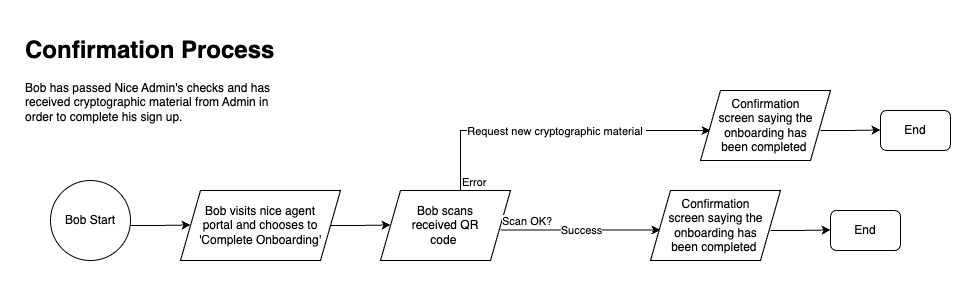 Confirmation Process
Bob has passed Nice Admin's checks and has
received cryptographic material from Admin in
order to complete his sign up.
Bob Start
Bob visits nice agent
portal and chooses to
'Complete Onboarding'
Bob scans
received QR
code
Error
Request new cryptographic material
Confirmation
screen saying the
onboarding has
been completed
End
Scan OK?
Success
Confirmation
screen saying the
onboarding has
been completed
End